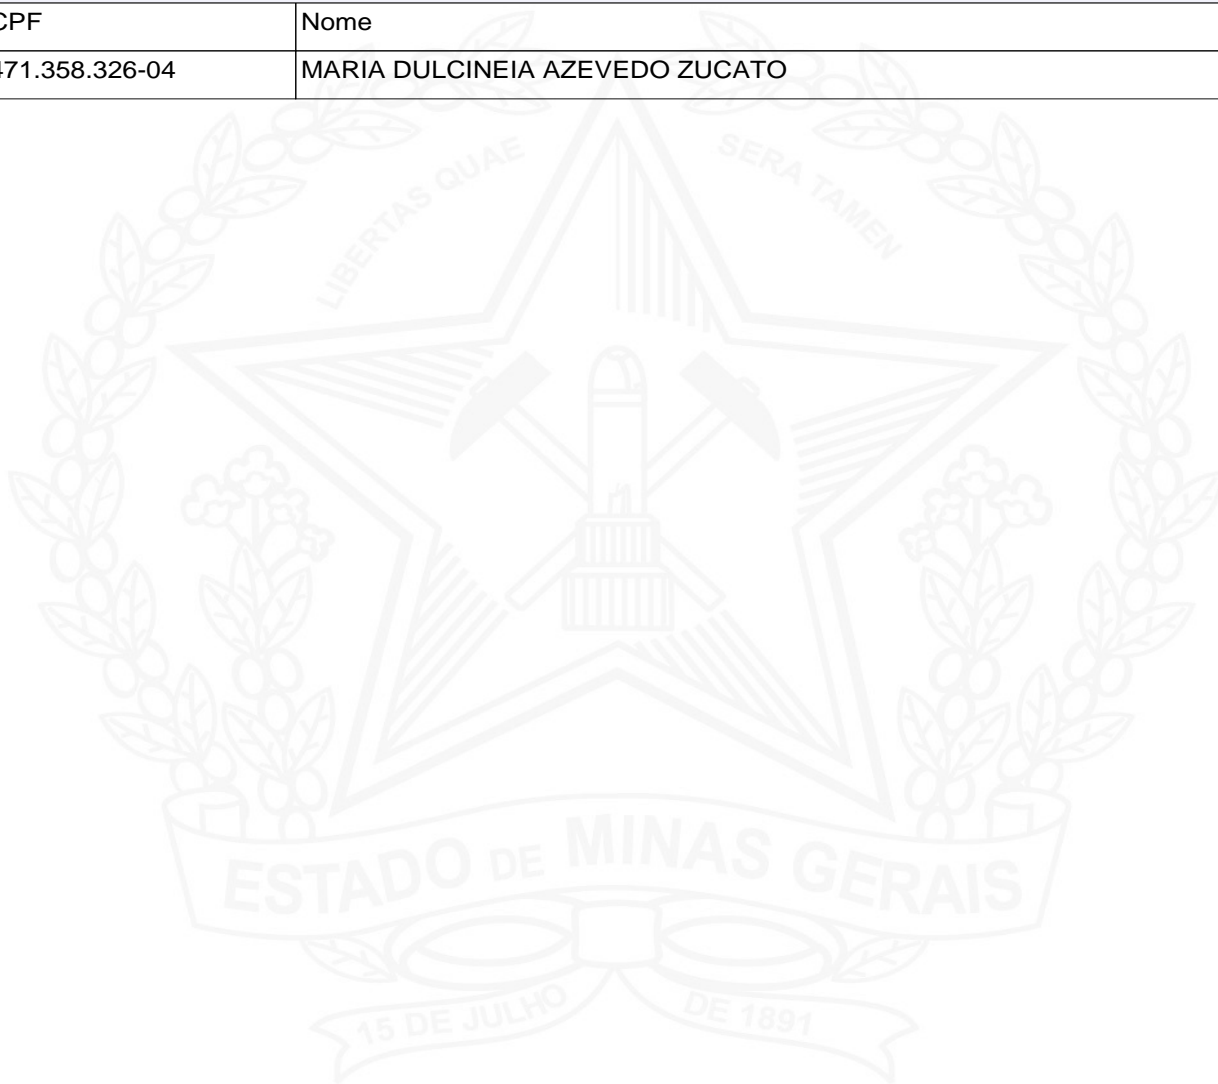 CPF Nome
471.358.326-04 MARIA DULCINEIA AZEVEDO ZUCATO
LIBERTAS QUAE SERA TAMEN
ESTADO DE MINAS GERAIS
15 DE JULHO DE 1891